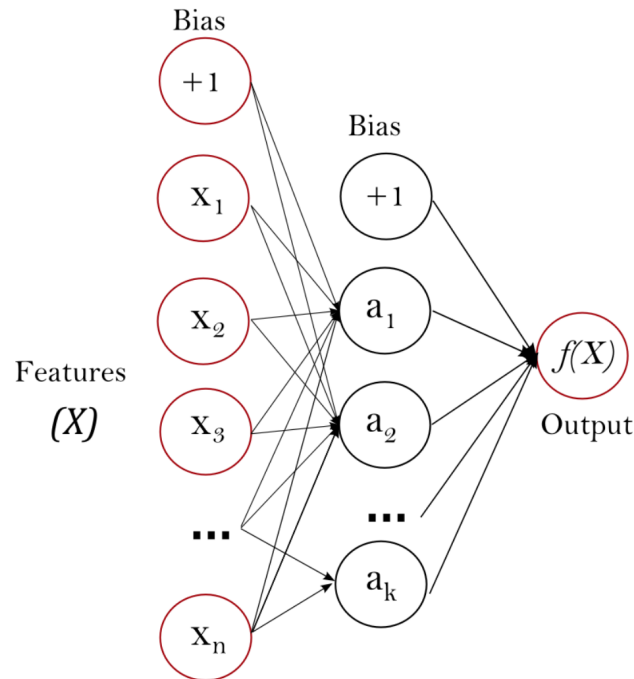 Bias
+1
x₁
x₂
x₃
...
xₙ
Features
(X)
Bias
+1
a₁
a₂
...
aₖ
f(X)
Output